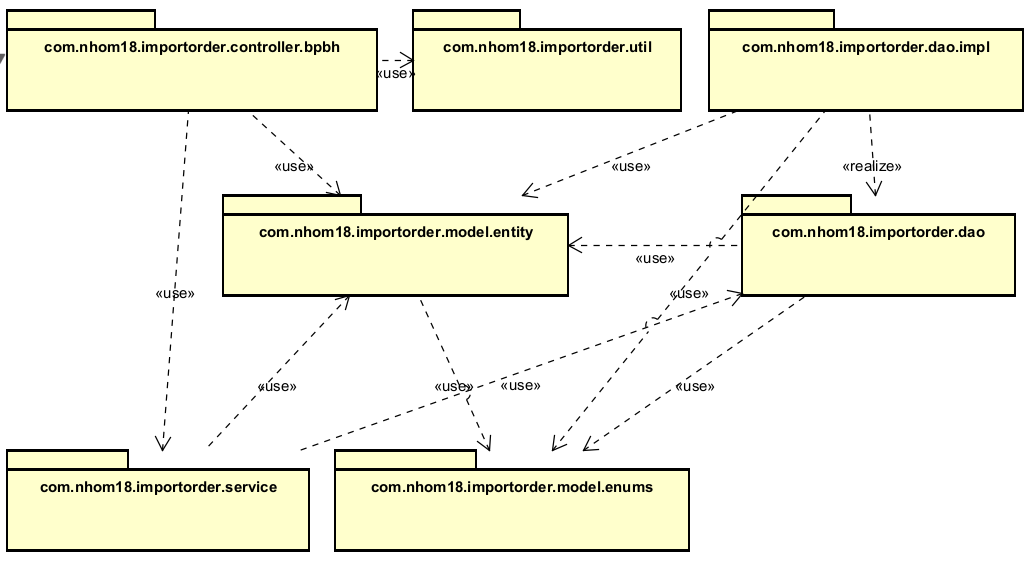 com.nhom18.importorder.controller.bpbh
com.nhom18.importorder.util
com.nhom18.importorder.dao.impl
«use»
«use»
«use»
«realize»
com.nhom18.importorder.model.entity
com.nhom18.importorder.dao
«use»
«use»
«use»
«use»
«use»
«use»
«use»
com.nhom18.importorder.service
com.nhom18.importorder.model.enums